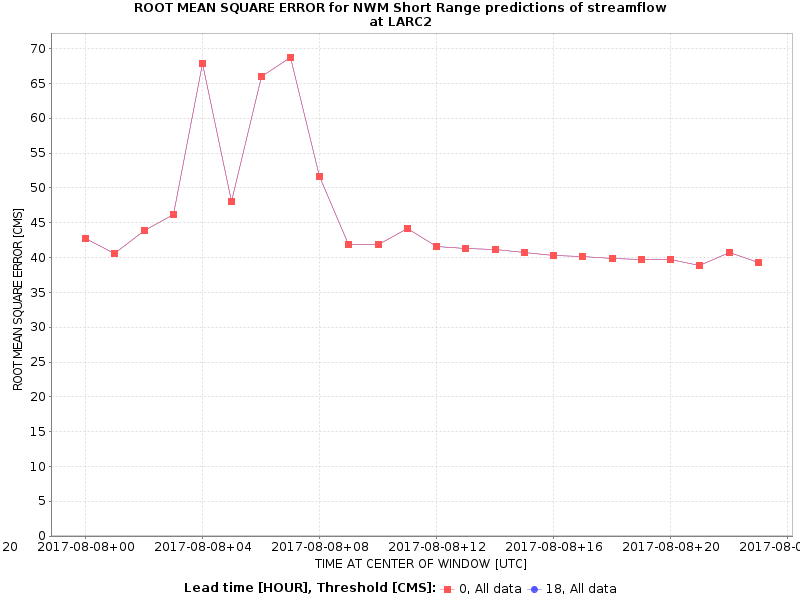 ROOT MEAN SQUARE ERROR for NWM Short Range predictions of streamflow
at LARC2
70
65
60
55
50
45
40
35
30
25
20
15
10
5
0
ROOT MEAN SQUARE ERROR [CMS]
20 2017-08-08+00 2017-08-08+04 2017-08-08+08 2017-08-08+12 2017-08-08+16 2017-08-08+20 2017-08-0
TIME AT CENTER OF WINDOW [UTC]
Lead time [HOUR], Threshold [CMS]: 0, All data 18, All data